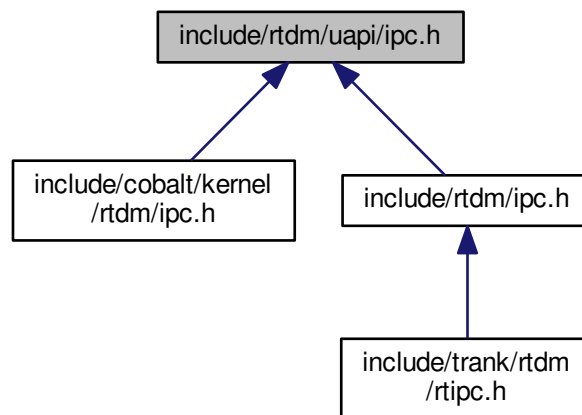 include/rtdm/uapi/ipc.h
include/cobalt/kernel
/rtdm/ipc.h
include/rtdm/ipc.h
include/trank/rtdm
/rtipc.h